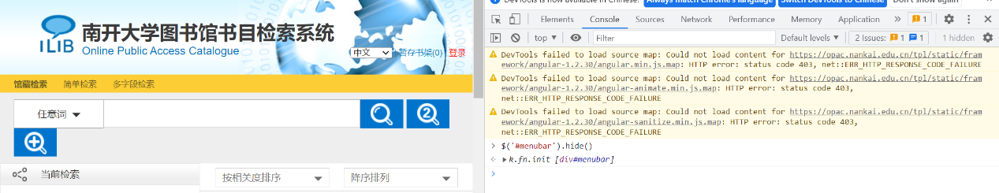 DevTools is now available in Chinese!
Always match Chrome's language
Switch DevTools to Chinese
Don't show again
ILIB
南开大学图书馆书目检索系统
Online Public Access Catalogue
中文
暂存书架(0)
登录
馆藏检索 简单检索 多字段检索
任意词
2
当前检索
按相关度排序
降序排列
Elements Console Sources Network Performance Memory Application 1
top Filter Default levels 2 Issues: 1 1 1 hidden
DevTools failed to load source map: Could not load content for https://opac.nankai.edu.cn/tpl/static/fram
ework/angular-1.2.30/angular.min.js.map: HTTP error: status code 403, net::ERR_HTTP_RESPONSE_CODE_FAILURE
DevTools failed to load source map: Could not load content for https://opac.nankai.edu.cn/tpl/static/fram
ework/angular-1.2.30/angular-animate.min.js.map: HTTP error: status code 403,
net::ERR_HTTP_RESPONSE_CODE_FAILURE
DevTools failed to load source map: Could not load content for https://opac.nankai.edu.cn/tpl/static/fram
ework/angular-1.2.30/angular-sanitize.min.js.map: HTTP error: status code 403,
net::ERR_HTTP_RESPONSE_CODE_FAILURE
$('#menubar').hide()
k.fn.init [div#menubar]